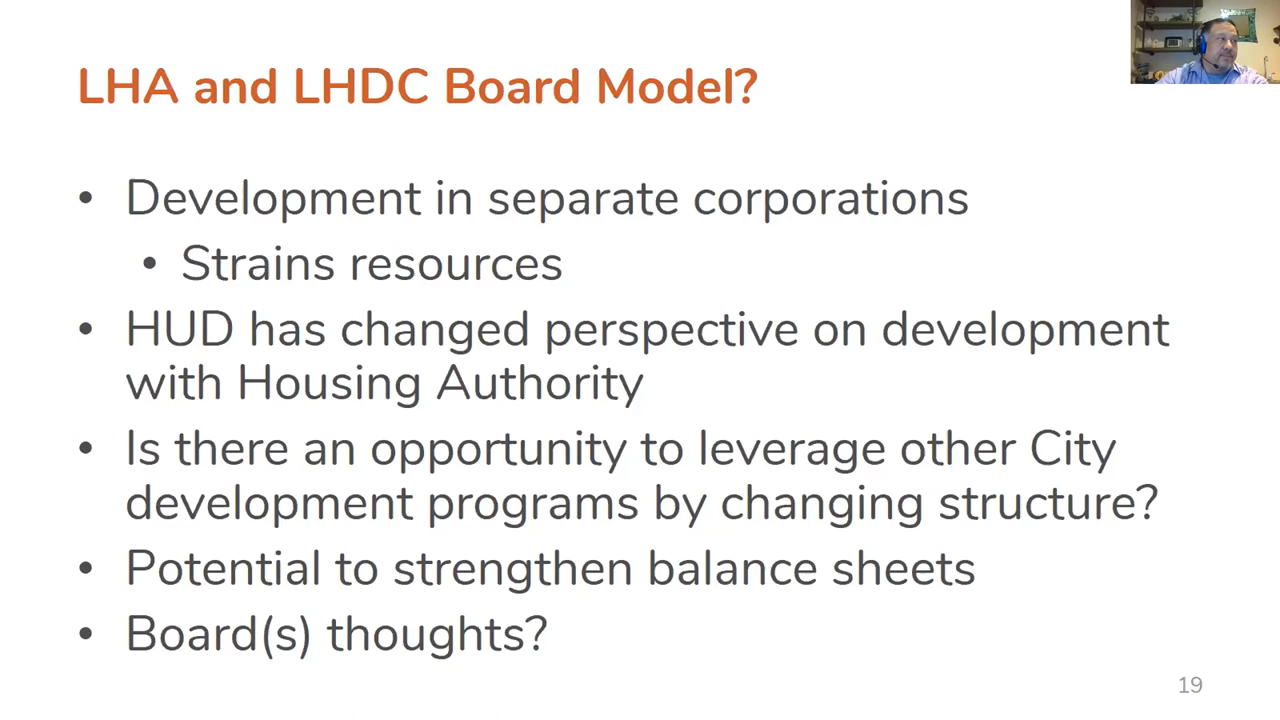 LHA and LHDC Board Model?
• Development in separate corporations
• Strains resources
• HUD has changed perspective on development
with Housing Authority
• Is there an opportunity to leverage other City
development programs by changing structure?
• Potential to strengthen balance sheets
• Board(s) thoughts?
19